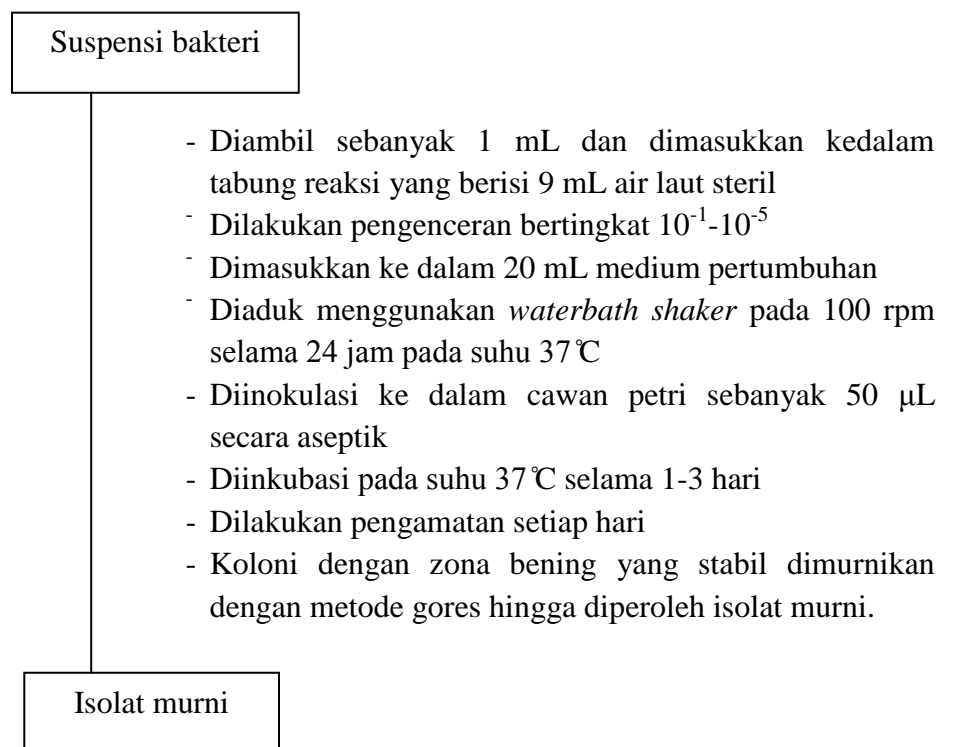 Suspensi bakteri
- Diambil sebanyak 1 mL dan dimasukkan kedalam
tabung reaksi yang berisi 9 mL air laut steril
- Dilakukan pengenceran bertingkat 10⁻¹-10⁻⁵
- Dimasukkan ke dalam 20 mL medium pertumbuhan
- Diaduk menggunakan waterbath shaker pada 100 rpm
selama 24 jam pada suhu 37℃
- Diinokulasi ke dalam cawan petri sebanyak 50 μL
secara aseptik
- Diinkubasi pada suhu 37℃ selama 1-3 hari
- Dilakukan pengamatan setiap hari
- Koloni dengan zona bening yang stabil dimurnikan
dengan metode gores hingga diperoleh isolat murni.
Isolat murni